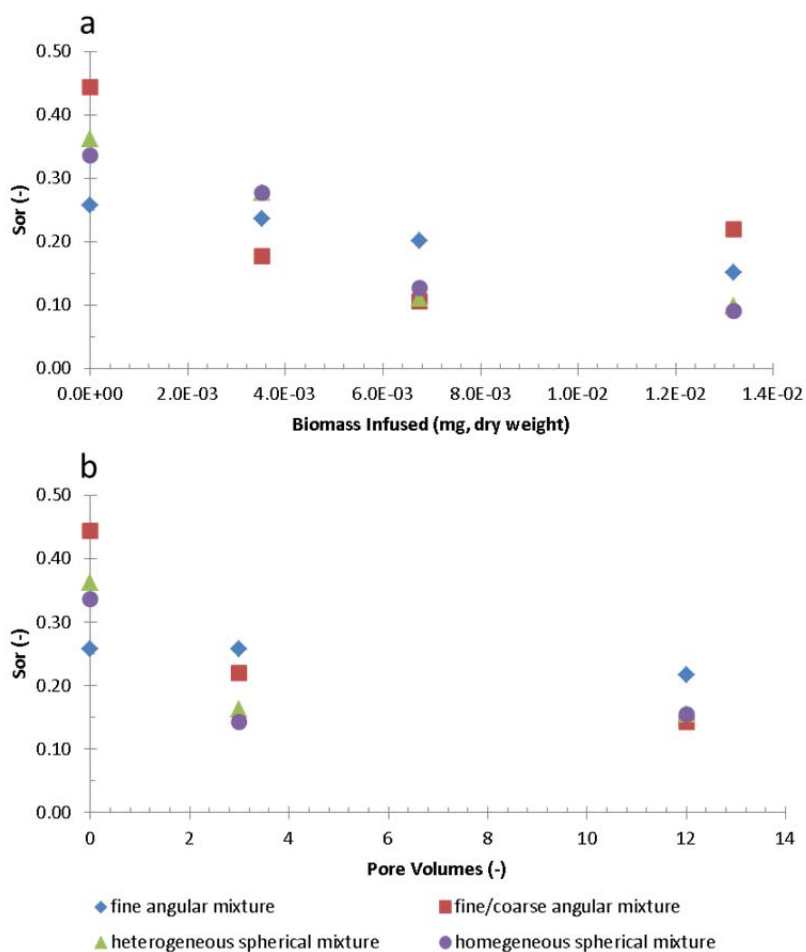 a
0.50
0.40
0.30
0.20
0.10
0.00
Sor (-)
0.0E+00 2.0E-03 4.0E-03 6.0E-03 8.0E-03 1.0E-02 1.2E-02 1.4E-02
Biomass Infused (mg, dry weight)
b
0.50
0.40
0.30
0.20
0.10
0.00
Sor (-)
0 2 4 6 8 10 12 14
Pore Volumes (-)
fine angular mixture fine/coarse angular mixture
heterogeneous spherical mixture homegeneous spherical mixture